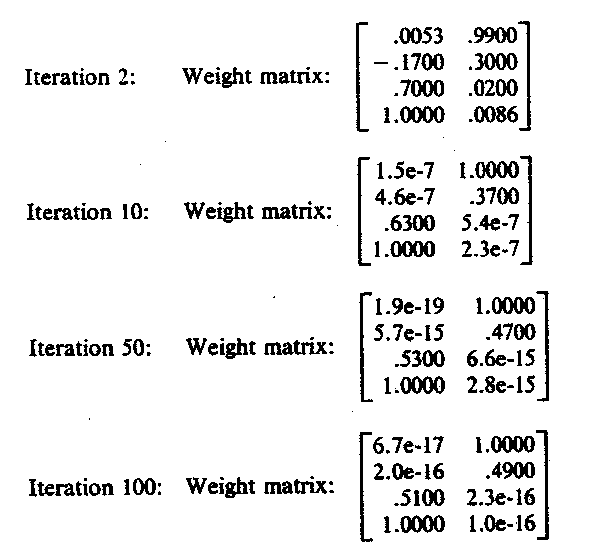 .0053 .9900
-.1700 .3000
Iteration 2: Weight matrix:
.7000 .0200
1.0000 .0086
1.5e-7 1.0000
4.6e-7 .3700
Iteration 10: Weight matrix:
.6300 5.4e-7
1.0000 2.3e-7
1.9e-19 1.0000
5.7e-15 .4700
Iteration 50: Weight matrix:
.5300 6.6e-15
1.0000 2.8e-15
6.7e-17 1.0000
2.0e-16 .4900
Iteration 100: Weight matrix:
.5100 2.3e-16
1.0000 1.0e-16